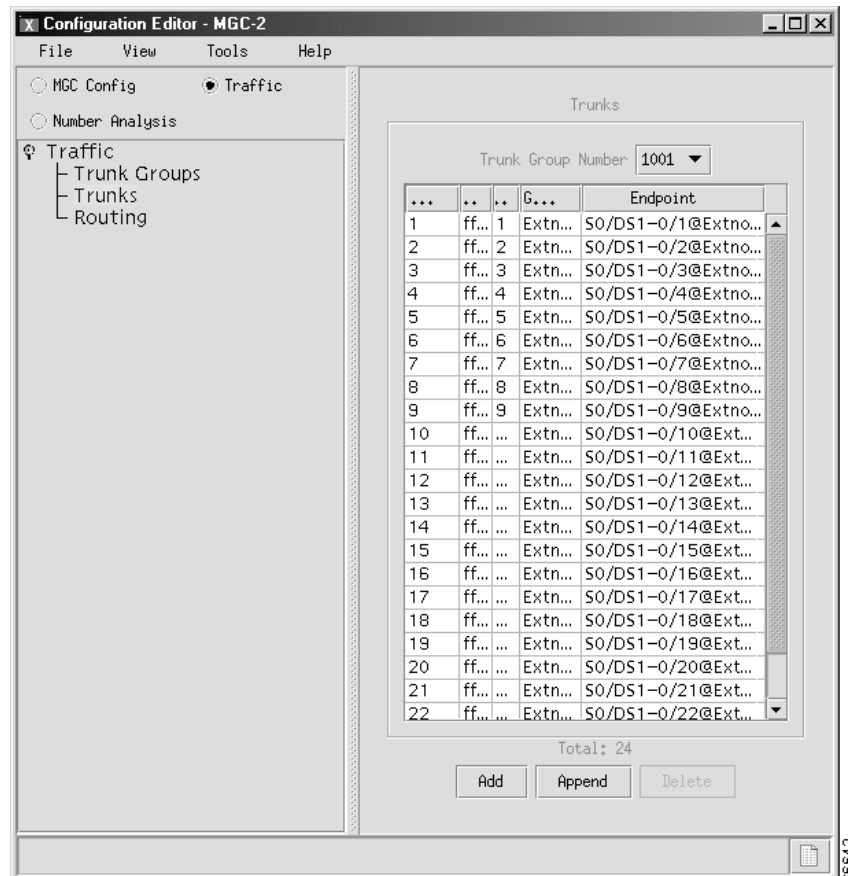 Configuration Editor - MGC-2
File View Tools Help
MGC Config Traffic
Number Analysis
Traffic
Trunk Groups
Trunks
Routing
Trunks
Trunk Group Number 1001
... .. .. G... Endpoint
1 ff... 1 Extn... S0/DS1-0/1@Extno...
2 ff... 2 Extn... S0/DS1-0/2@Extno...
3 ff... 3 Extn... S0/DS1-0/3@Extno...
4 ff... 4 Extn... S0/DS1-0/4@Extno...
5 ff... 5 Extn... S0/DS1-0/5@Extno...
6 ff... 6 Extn... S0/DS1-0/6@Extno...
7 ff... 7 Extn... S0/DS1-0/7@Extno...
8 ff... 8 Extn... S0/DS1-0/8@Extno...
9 ff... 9 Extn... S0/DS1-0/9@Extno...
10 ff... ... Extn... S0/DS1-0/10@Ext...
11 ff... ... Extn... S0/DS1-0/11@Ext...
12 ff... ... Extn... S0/DS1-0/12@Ext...
13 ff... ... Extn... S0/DS1-0/13@Ext...
14 ff... ... Extn... S0/DS1-0/14@Ext...
15 ff... ... Extn... S0/DS1-0/15@Ext...
16 ff... ... Extn... S0/DS1-0/16@Ext...
17 ff... ... Extn... S0/DS1-0/17@Ext...
18 ff... ... Extn... S0/DS1-0/18@Ext...
19 ff... ... Extn... S0/DS1-0/19@Ext...
20 ff... ... Extn... S0/DS1-0/20@Ext...
21 ff... ... Extn... S0/DS1-0/21@Ext...
22 ff... ... Extn... S0/DS1-0/22@Ext...
Total: 24
Add Append Delete